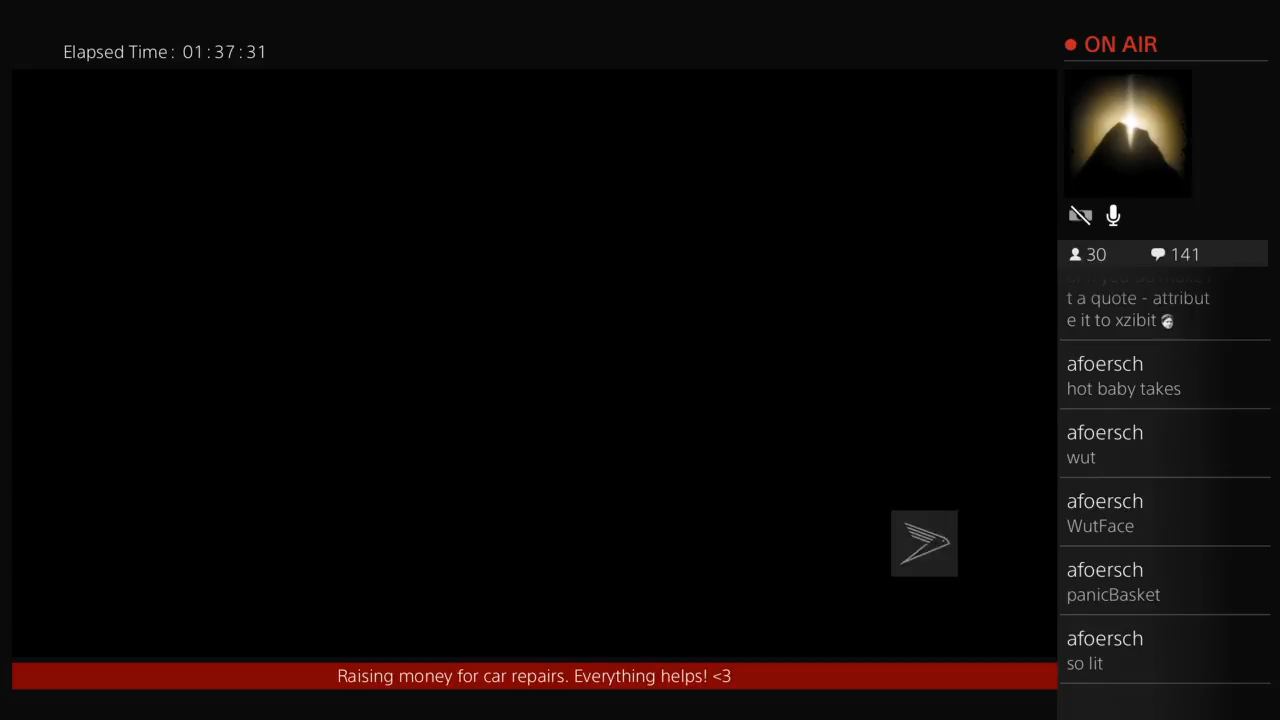 Elapsed Time: 01:37:31
ON AIR
30 141
t a quote - attribut
e it to xzibit
afoersch
hot baby takes
afoersch
wut
afoersch
WutFace
afoersch
panicBasket
afoersch
so lit
Raising money for car repairs. Everything helps! <3